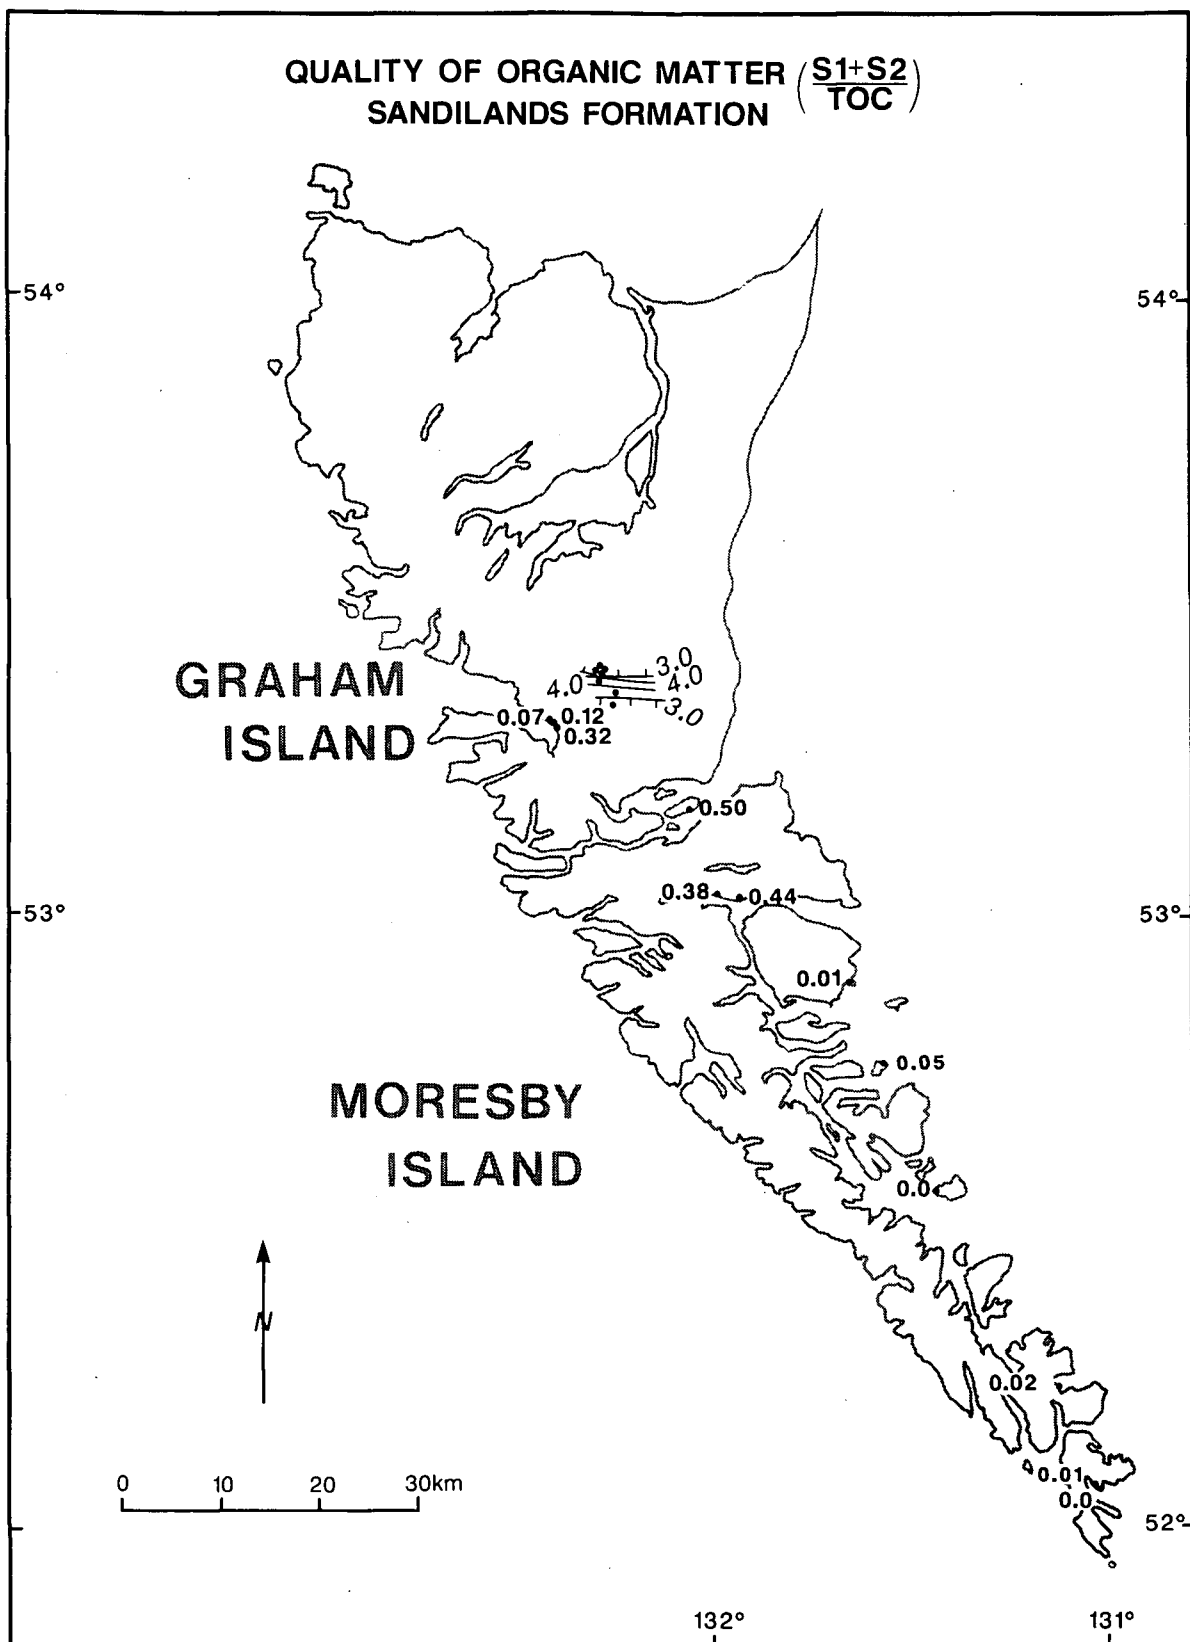 QUALITY OF ORGANIC MATTER (S1+S2/TOC)
SANDILANDS FORMATION
54°
54°
GRAHAM
ISLAND
3.0
4.0
4.0
3.0
0.07
0.12
0.32
0.50
53°
0.38
0.44
53°
0.01
0.05
MORESBY
ISLAND
0.0
N
0.02
0 10 20 30km
0.01
0.0
52°
132°
131°